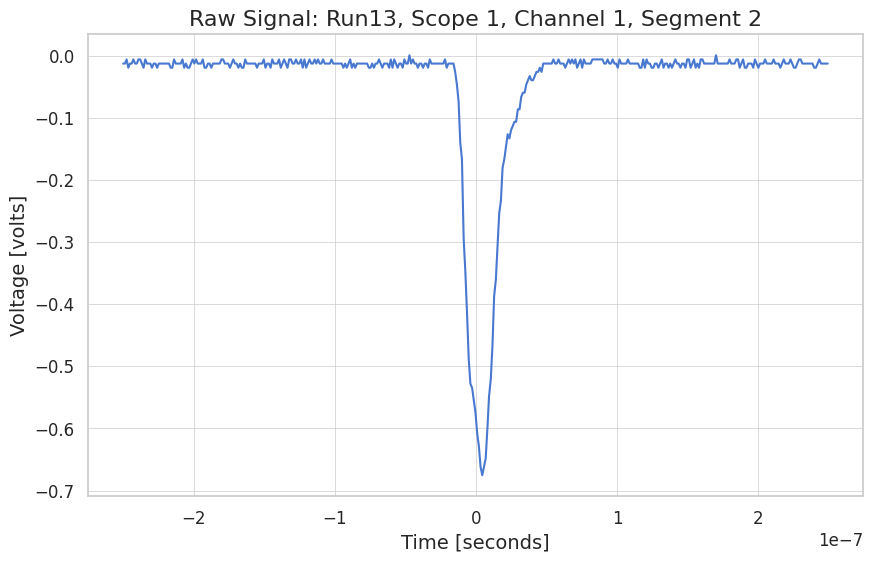 Raw Signal: Run13, Scope 1, Channel 1, Segment 2
Voltage [volts]
0.0
−0.1
−0.2
−0.3
−0.4
−0.5
−0.6
−0.7
−2 −1 0 1 2
1e−7
Time [seconds]